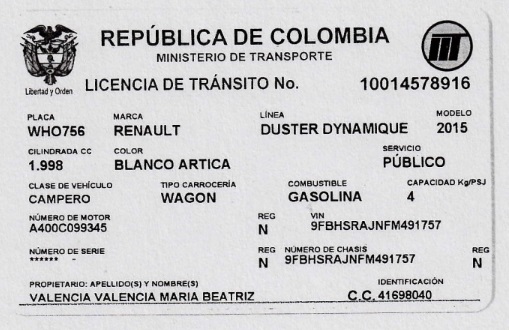 REPÚBLICA DE COLOMBIA
MINISTERIO DE TRANSPORTE
Libertad y Orden
LICENCIA DE TRÁNSITO No. 10014578916
PLACA MARCA LÍNEA MODELO
WHO756 RENAULT DUSTER DYNAMIQUE 2015
CILINDRADA CC COLOR SERVICIO
1.998 BLANCO ARTICA PÚBLICO
CLASE DE VEHÍCULO TIPO CARROCERÍA COMBUSTIBLE CAPACIDAD Kg/PSJ
CAMPERO WAGON GASOLINA 4
NÚMERO DE MOTOR REG VIN
A400C099345 N 9FBHSRAJNFM491757
NÚMERO DE SERIE REG NÚMERO DE CHASIS REG
****** - N 9FBHSRAJNFM491757 N
PROPIETARIO: APELLIDO(S) Y NOMBRE(S) IDENTIFICACIÓN
VALENCIA VALENCIA MARIA BEATRIZ C.C. 41698040